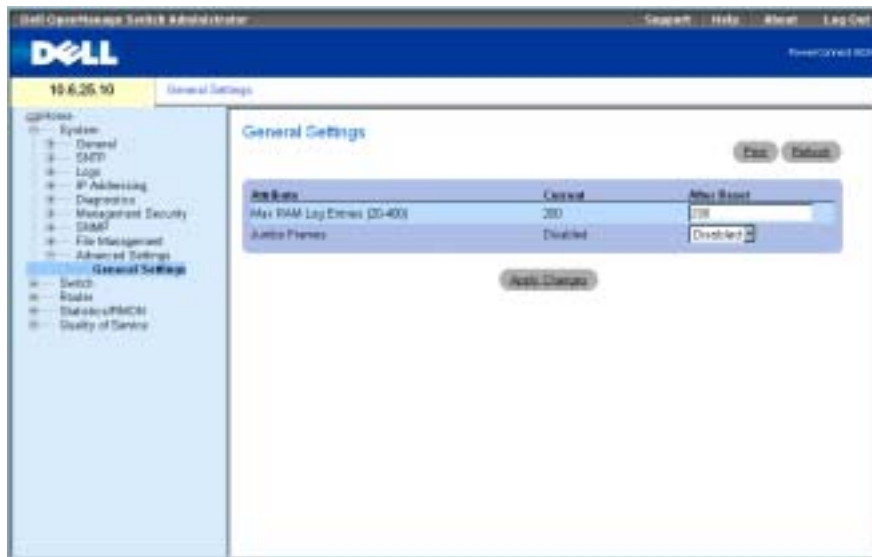 Dell OpenManage Switch Administrator
Support Help About Log Out
DELL
10.6.25.10
General Settings
Home
System
General
SNTP
Logs
IP Addressing
Diagnostics
Management Security
SNMP
File Management
Advanced Settings
General Settings
Switch
Router
Statistics/RMON
Quality of Service
General Settings
Print Refresh
Attribute Current After Reset
Max RAM Log Entries (20-400) 200 200
Jumbo Frames Disabled Disabled
Apply Changes